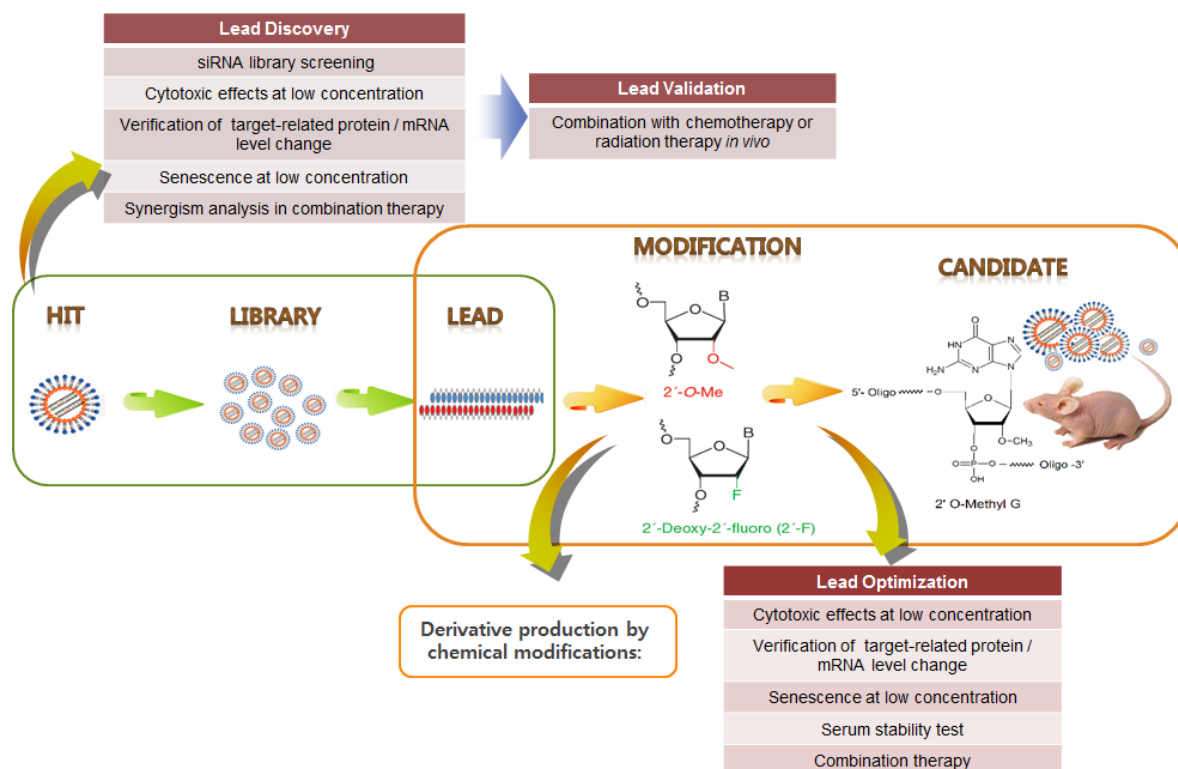 Lead Discovery
siRNA library screening
Cytotoxic effects at low concentration
Verification of target-related protein / mRNA
level change
Senescence at low concentration
Synergism analysis in combination therapy
Lead Validation
Combination with chemotherapy or
radiation therapy in vivo
HIT
LIBRARY
LEAD
MODIFICATION
CANDIDATE
O
O
B
O
O
2´-O-Me
O
O
B
O
F
2´-Deoxy-2´-fluoro (2´-F)
O
HN
N
H₂N
N
N
5'- Oligo
O
O
O
OCH₃
O=P—O
Oligo -3'
OH
2' O-Methyl G
Derivative production by
chemical modifications:
Lead Optimization
Cytotoxic effects at low concentration
Verification of target-related protein /
mRNA level change
Senescence at low concentration
Serum stability test
Combination therapy